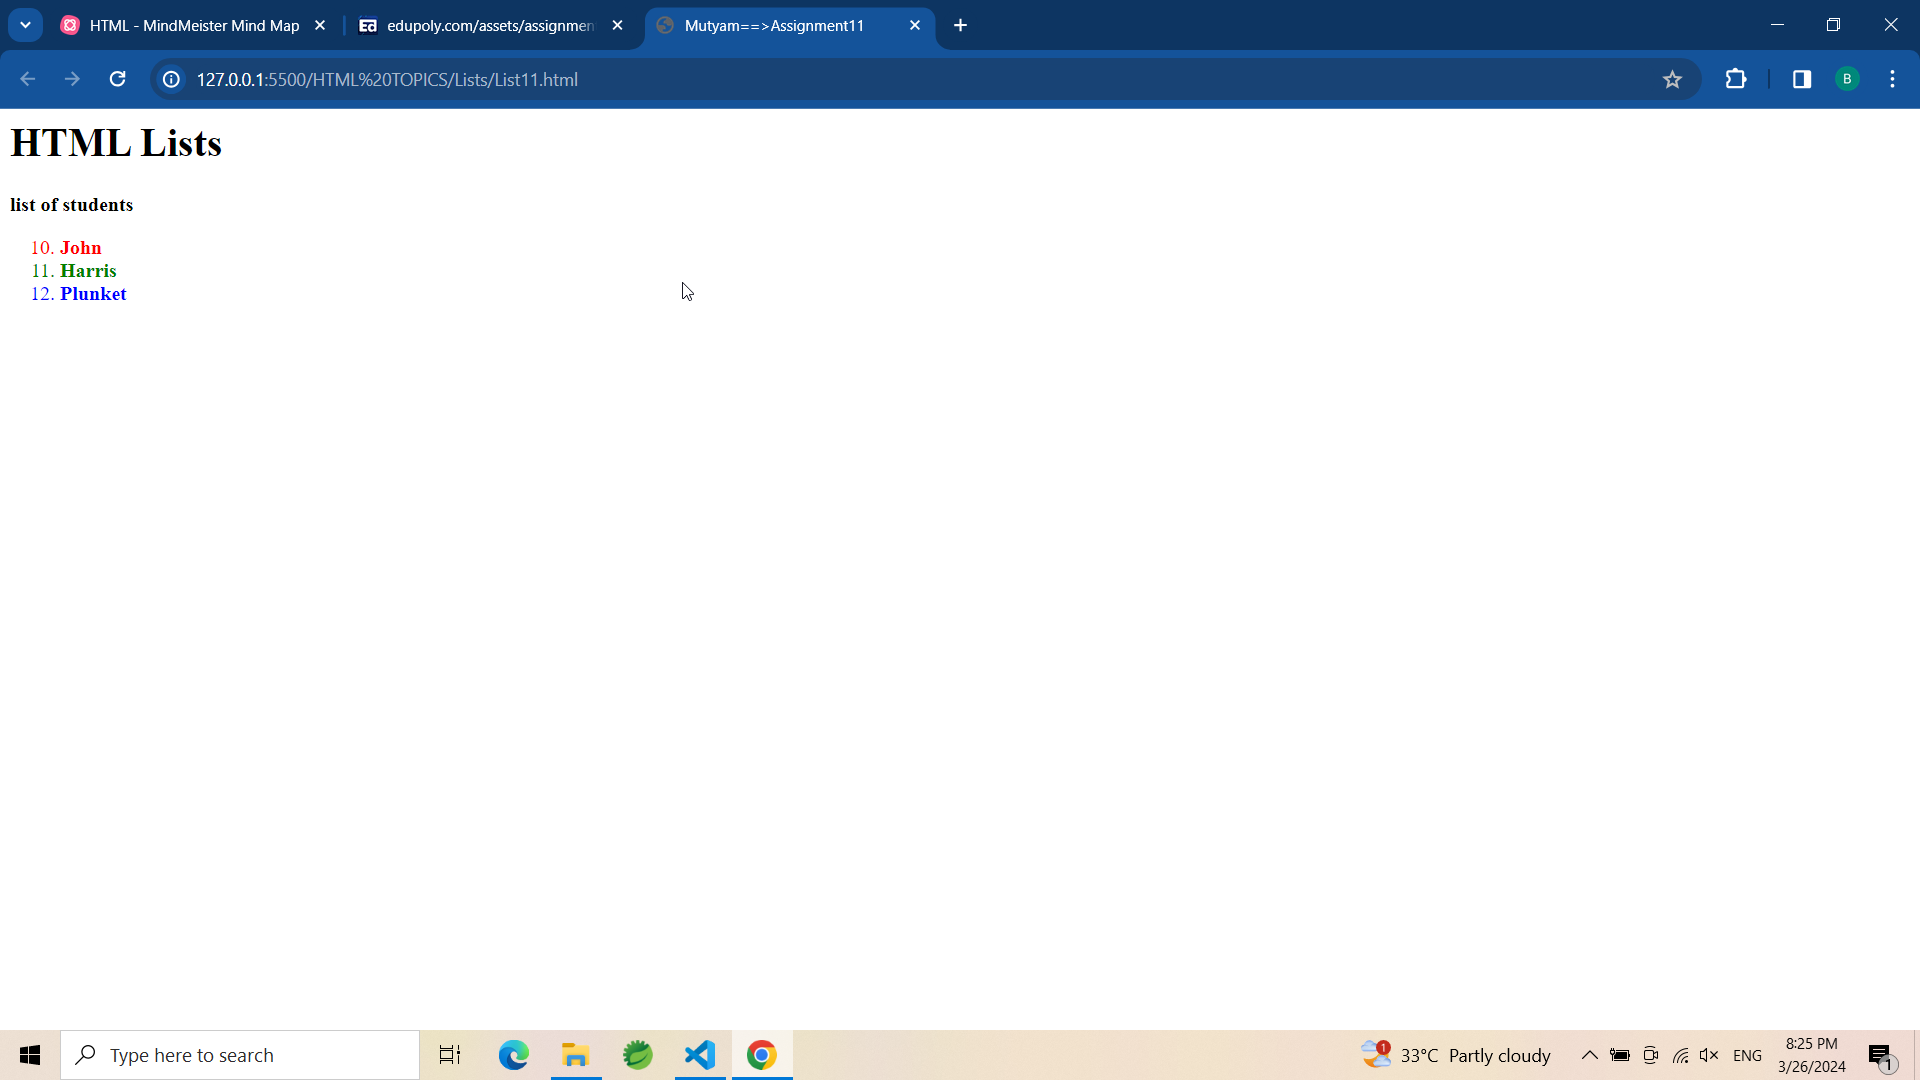 HTML - MindMeister Mind Map
edupoly.com/assets/assignmen
Mutyam==>Assignment11
127.0.0.1:5500/HTML%20TOPICS/Lists/List11.html
B
HTML Lists
list of students
10. John
11. Harris
12. Plunket
Type here to search
1
33°C Partly cloudy
ENG
8:25 PM
3/26/2024
1